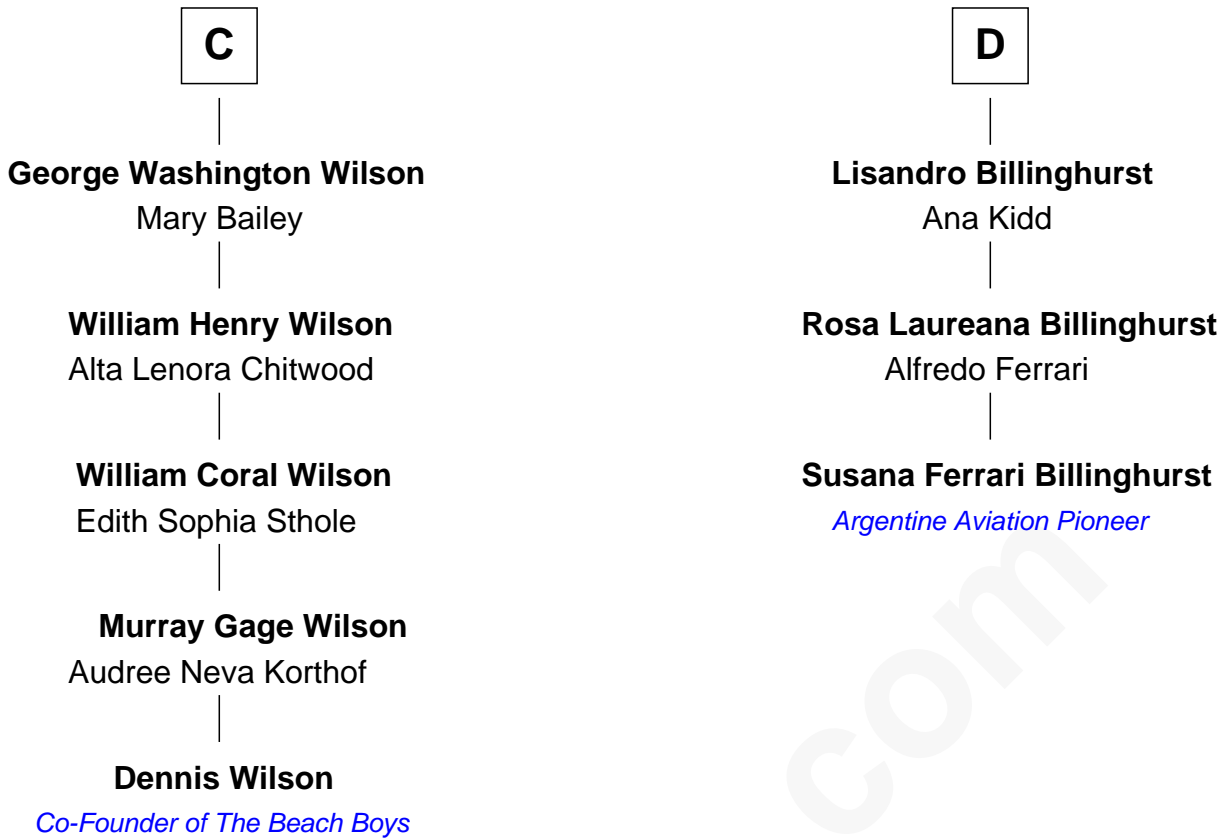 C
George Washington Wilson
Mary Bailey
William Henry Wilson
Alta Lenora Chitwood
William Coral Wilson
Edith Sophia Sthole
Murray Gage Wilson
Audree Neva Korthof
Dennis Wilson
Co-Founder of The Beach Boys
D
Lisandro Billinghurst
Ana Kidd
Rosa Laureana Billinghurst
Alfredo Ferrari
Susana Ferrari Billinghurst
Argentine Aviation Pioneer
com